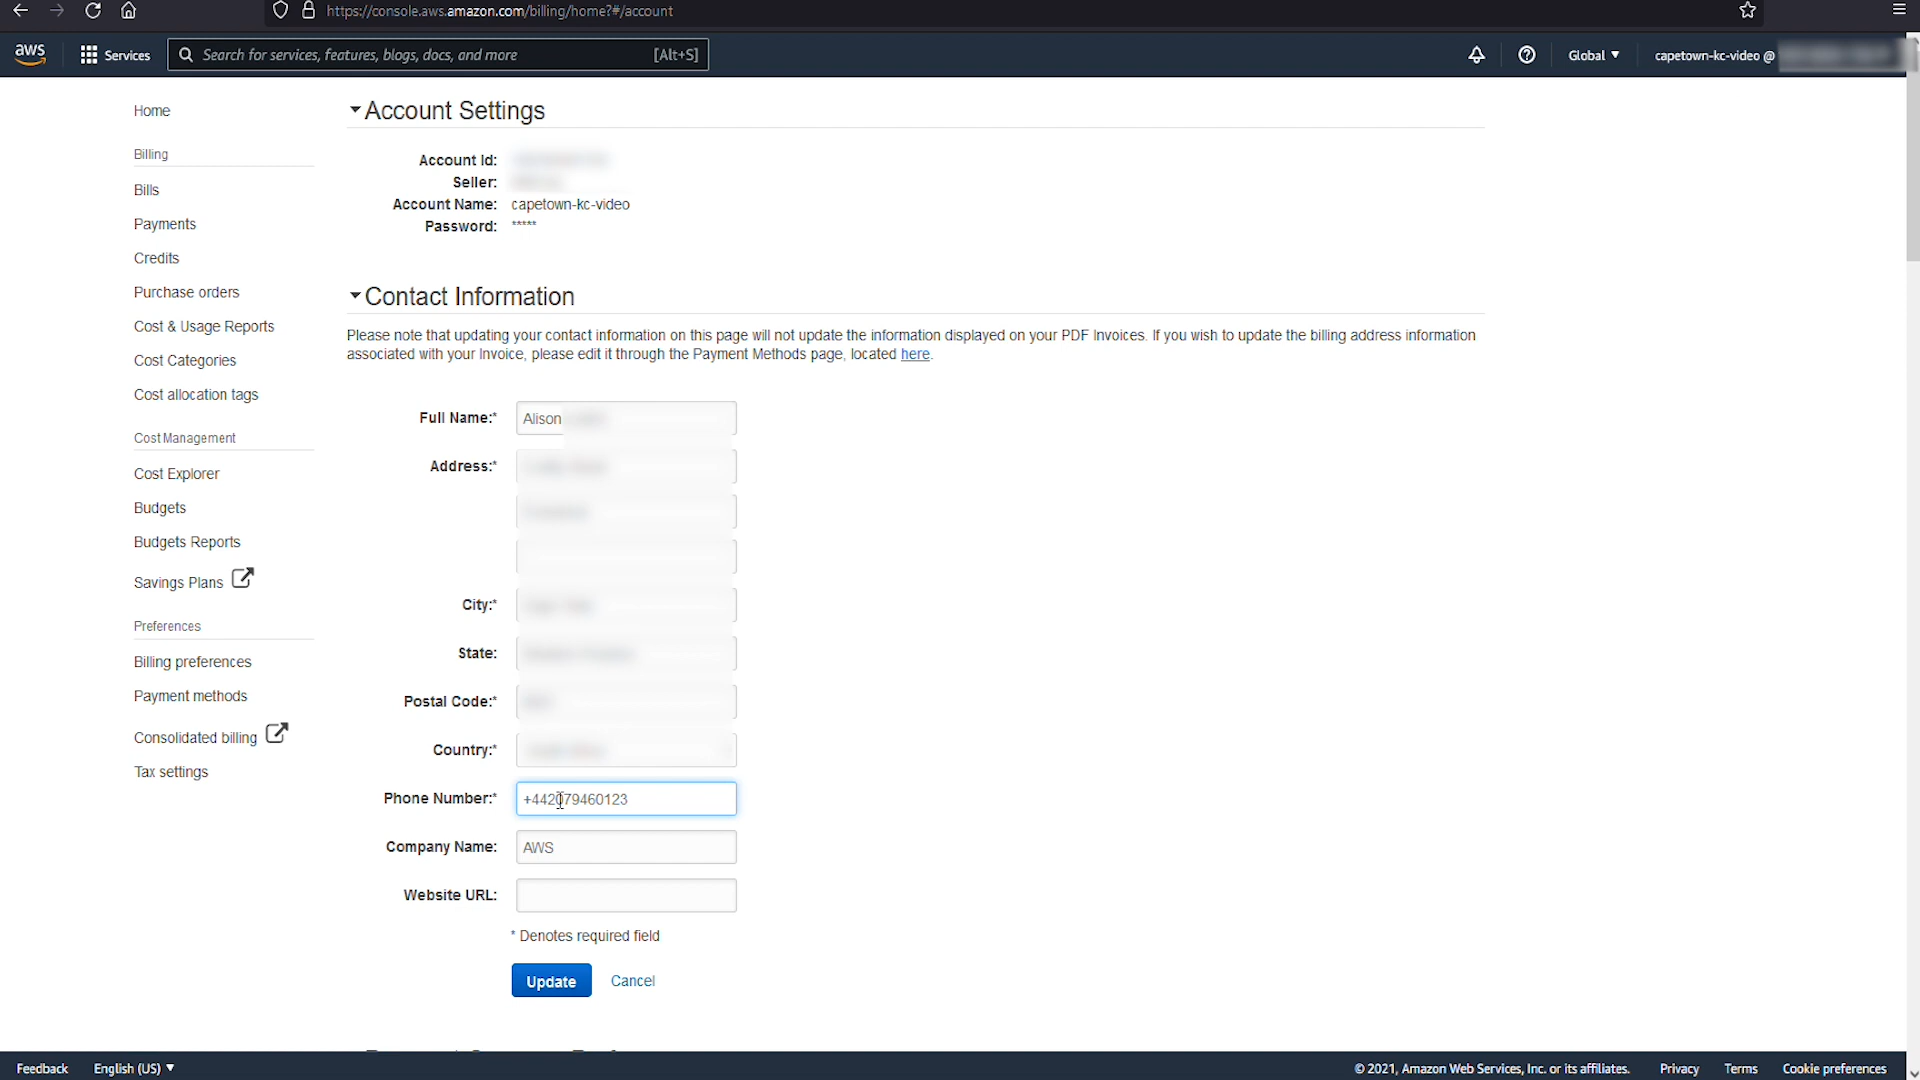 https://console.aws.amazon.com/billing/home?#/account
aws
Services
Search for services, features, blogs, docs, and more
[Alt+S]
Global ▼
capetown-kc-video @
Home
Billing
Bills
Payments
Credits
Purchase orders
Cost & Usage Reports
Cost Categories
Cost allocation tags
Cost Management
Cost Explorer
Budgets
Budgets Reports
Savings Plans
Preferences
Billing preferences
Payment methods
Consolidated billing
Tax settings
Account Settings
Account Id:
Seller:
Account Name: capetown-kc-video
Password: *****
Contact Information
Please note that updating your contact information on this page will not update the information displayed on your PDF Invoices. If you wish to update the billing address information
associated with your Invoice, please edit it through the Payment Methods page, located here.
Full Name:* Alison
Address:*
City:*
State:
Postal Code:*
Country:*
Phone Number:* +442079460123
Company Name: AWS
Website URL:
* Denotes required field
Update Cancel
Feedback English (US) ▼
© 2021, Amazon Web Services, Inc. or its affiliates. Privacy Terms Cookie preferences